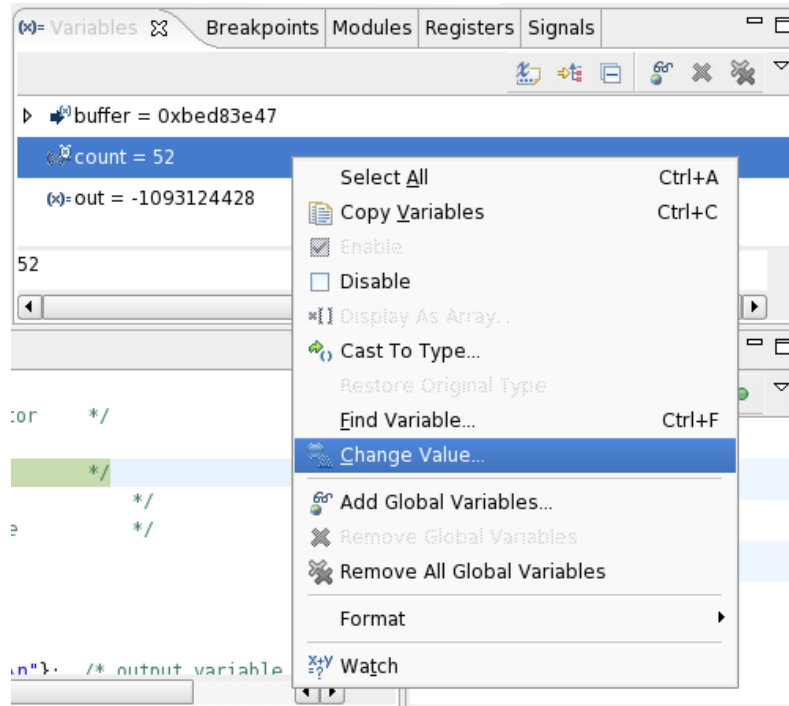 (x)= Variables Breakpoints Modules Registers Signals
buffer = 0xbed83e47
count = 52
(x)= out = -1093124428
52
Select All Ctrl+A
Copy Variables Ctrl+C
Enable
Disable
Display As Array...
Cast To Type...
Restore Original Type
Find Variable... Ctrl+F
Change Value...
Add Global Variables...
Remove Global Variables
Remove All Global Variables
Format
x+y=? Watch
tor */
*/
*/
e */
\n"}; /* output variable